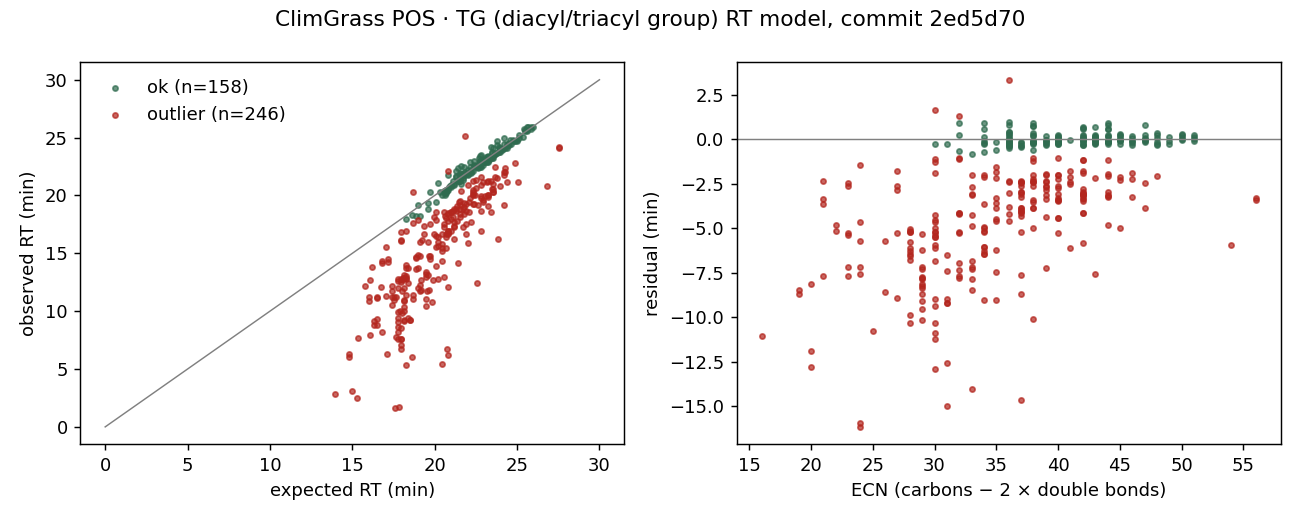 ClimGrass POS · TG (diacyl/triacyl group) RT model, commit 2ed5d70
ok (n=158)
outlier (n=246)
observed RT (min)
30
25
20
15
10
5
0
0 5 10 15 20 25 30
expected RT (min)
residual (min)
2.5
0.0
−2.5
−5.0
−7.5
−10.0
−12.5
−15.0
15 20 25 30 35 40 45 50 55
ECN (carbons − 2 × double bonds)